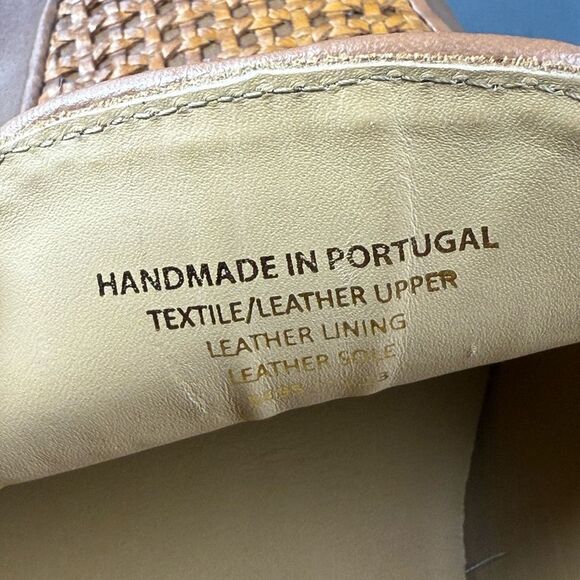 HANDMADE IN PORTUGAL
TEXTILE/LEATHER UPPER
LEATHER LINING
LEATHER SOLE